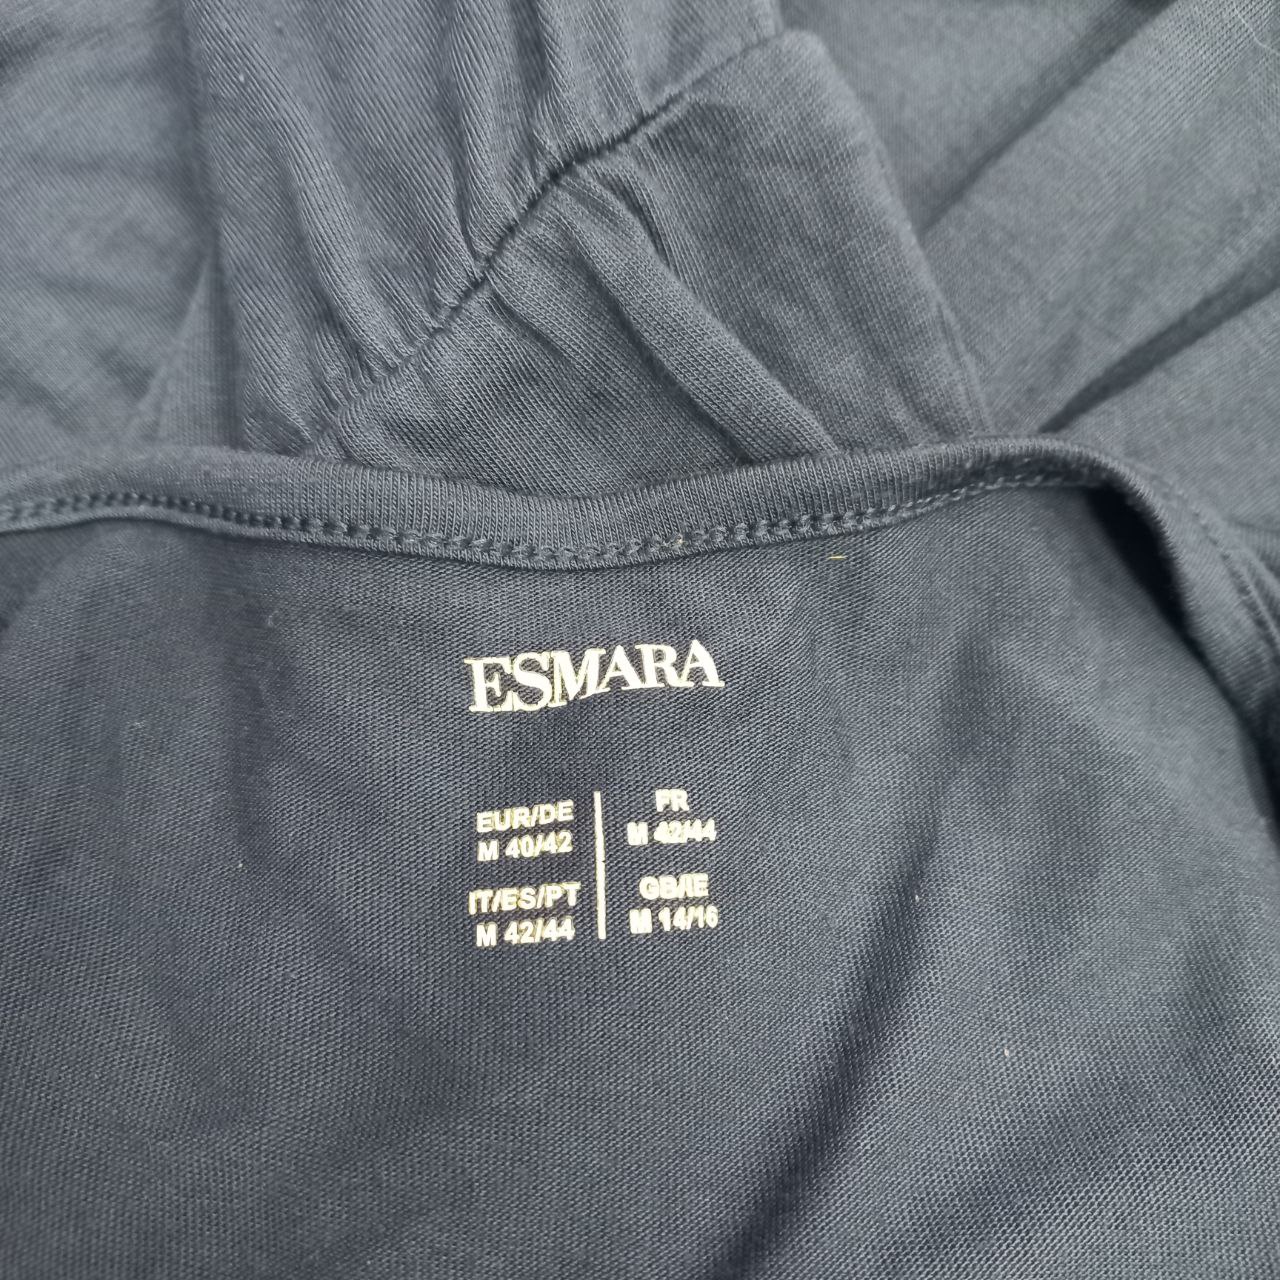 ESMARA
EUR/DE
M 40/42
FR
M 42/44
IT/ES/PT
M 42/44
GB/IE
M 14/16